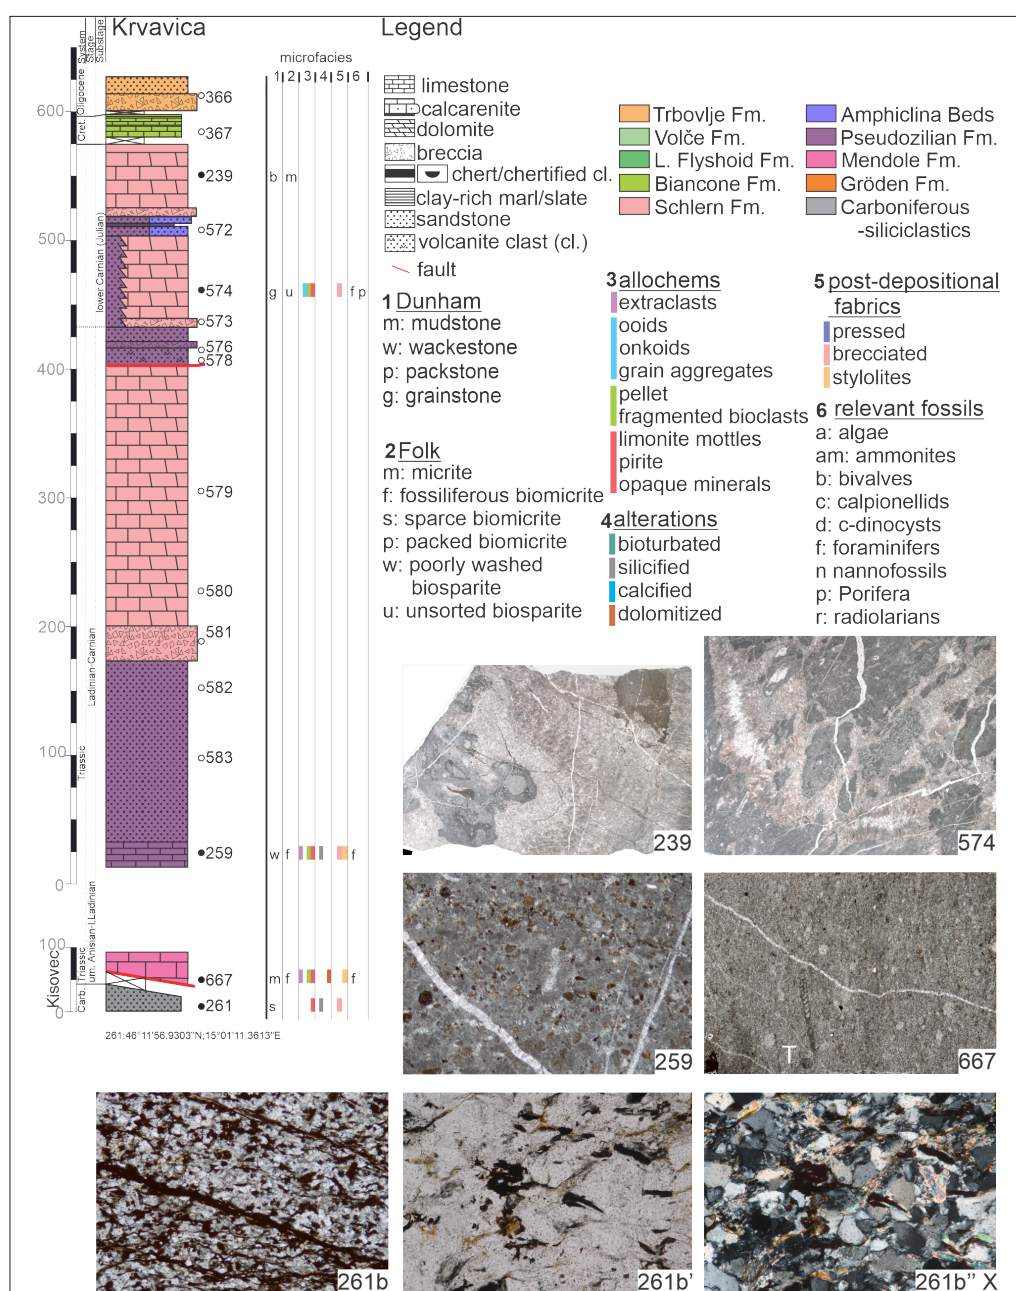 Krvavica
Legend
System
Stage
Substage
microfacies
1 2 3 4 5 6
Oligocene
Cret.
lower Carnian (Julian)
Ladinian-Carnian
Triassic
um. Anisian-l.Ladinian
Triassic
Carb.
Kisovec
600
500
400
300
200
100
0
100
0
366
367
239
b m
572
574
g u f p
573
576
578
579
580
581
582
583
259
w f f
667
m f f
261
s
261:46°11'56.9303"N;15°01'11.3613"E
limestone
calcarenite
dolomite
breccia
chert/chertified cl.
clay-rich marl/slate
sandstone
volcanite clast (cl.)
fault
Trbovlje Fm.
Volče Fm.
L. Flyshoid Fm.
Biancone Fm.
Schlern Fm.
Amphiclina Beds
Pseudozilian Fm.
Mendole Fm.
Gröden Fm.
Carboniferous
-siliciclastics
1 Dunham
m: mudstone
w: wackestone
p: packstone
g: grainstone
2 Folk
m: micrite
f: fossiliferous biomicrite
s: sparce biomicrite
p: packed biomicrite
w: poorly washed
biosparite
u: unsorted biosparite
3 allochems
extraclasts
ooids
onkoids
grain aggregates
pellet
fragmented bioclasts
limonite mottles
pirite
opaque minerals
4 alterations
bioturbated
silicified
calcified
dolomitized
5 post-depositional
fabrics
pressed
brecciated
stylolites
6 relevant fossils
a: algae
am: ammonites
b: bivalves
c: calpionellids
d: c-dinocysts
f: foraminifers
n nannofossils
p: Porifera
r: radiolarians
239
574
259
T
667
261b
261b'
261b'' X